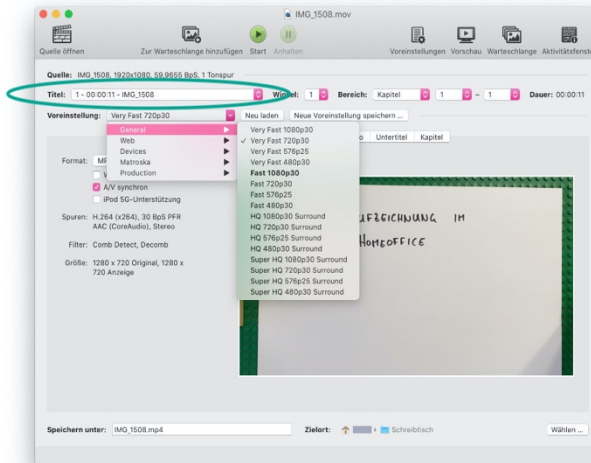 IMG_1508.mov
Quelle öffnen
Zur Warteschlange hinzufügen
Start
Anhalten
Voreinstellungen
Vorschau
Warteschlange
Aktivitätsfenste
Quelle: IMG_1508, 1920x1080, 59.9655 BpS, 1 Tonspur
Titel: 1 - 00:00:11 - IMG_1508
Winkel: 1
Bereich: Kapitel 1 - 1
Dauer: 00:00:11
Voreinstellung: Very Fast 720p30
Neu laden
Neue Voreinstellung speichern ...
General
Web
Devices
Matroska
Production
Very Fast 1080p30
✓ Very Fast 720p30
Very Fast 576p25
Very Fast 480p30
Fast 1080p30
Fast 720p30
Fast 576p25
Fast 480p30
HQ 1080p30 Surround
HQ 720p30 Surround
HQ 576p25 Surround
HQ 480p30 Surround
Super HQ 1080p30 Surround
Super HQ 720p30 Surround
Super HQ 576p25 Surround
Super HQ 480p30 Surround
Untertitel
Kapitel
Format:
A/V synchron
iPod 5G-Unterstützung
Spuren: H.264 (x264), 30 BpS PFR
AAC (CoreAudio), Stereo
Filter: Comb Detect, Decomb
Größe: 1280 x 720 Original, 1280 x
720 Anzeige
UFZEICHNUNG IM
HOMEOFFICE
Speichern unter: IMG_1508.mp4
Zielort:
Schreibtisch
Wählen ...